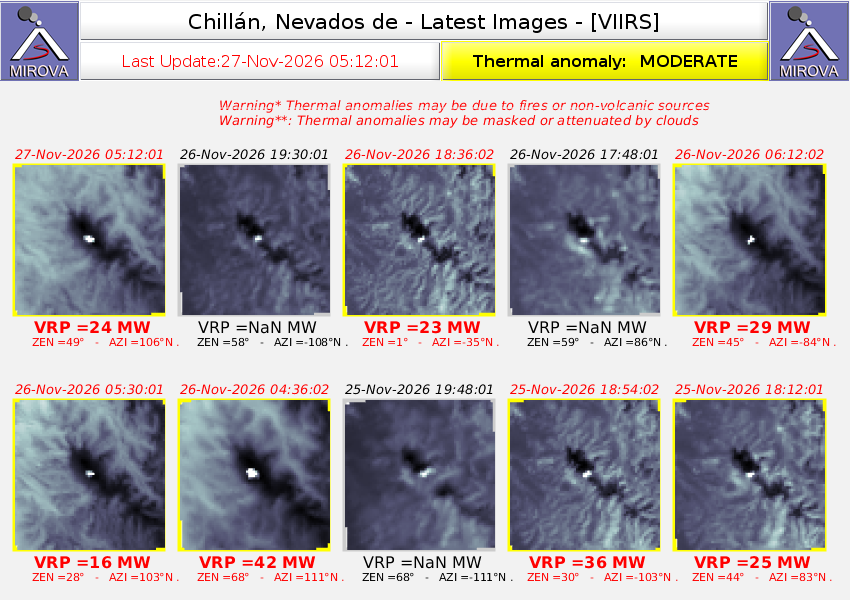 Chillán, Nevados de - Latest Images - [VIIRS]
MIROVA
Last Update:27-Nov-2026 05:12:01
Thermal anomaly: MODERATE
MIROVA
Warning* Thermal anomalies may be due to fires or non-volcanic sources
Warning**: Thermal anomalies may be masked or attenuated by clouds
27-Nov-2026 05:12:01
26-Nov-2026 19:30:01
26-Nov-2026 18:36:02
26-Nov-2026 17:48:01
26-Nov-2026 06:12:02
VRP =24 MW
VRP =NaN MW
VRP =23 MW
VRP =NaN MW
VRP =29 MW
ZEN =49° - AZI =106°N .
ZEN =58° - AZI =-108°N .
ZEN =1° - AZI =-35°N .
ZEN =59° - AZI =86°N .
ZEN =45° - AZI =-84°N .
26-Nov-2026 05:30:01
26-Nov-2026 04:36:02
25-Nov-2026 19:48:01
25-Nov-2026 18:54:02
25-Nov-2026 18:12:01
VRP =16 MW
VRP =42 MW
VRP =NaN MW
VRP =36 MW
VRP =25 MW
ZEN =28° - AZI =103°N .
ZEN =68° - AZI =111°N .
ZEN =68° - AZI =-111°N .
ZEN =30° - AZI =-103°N .
ZEN =44° - AZI =83°N .